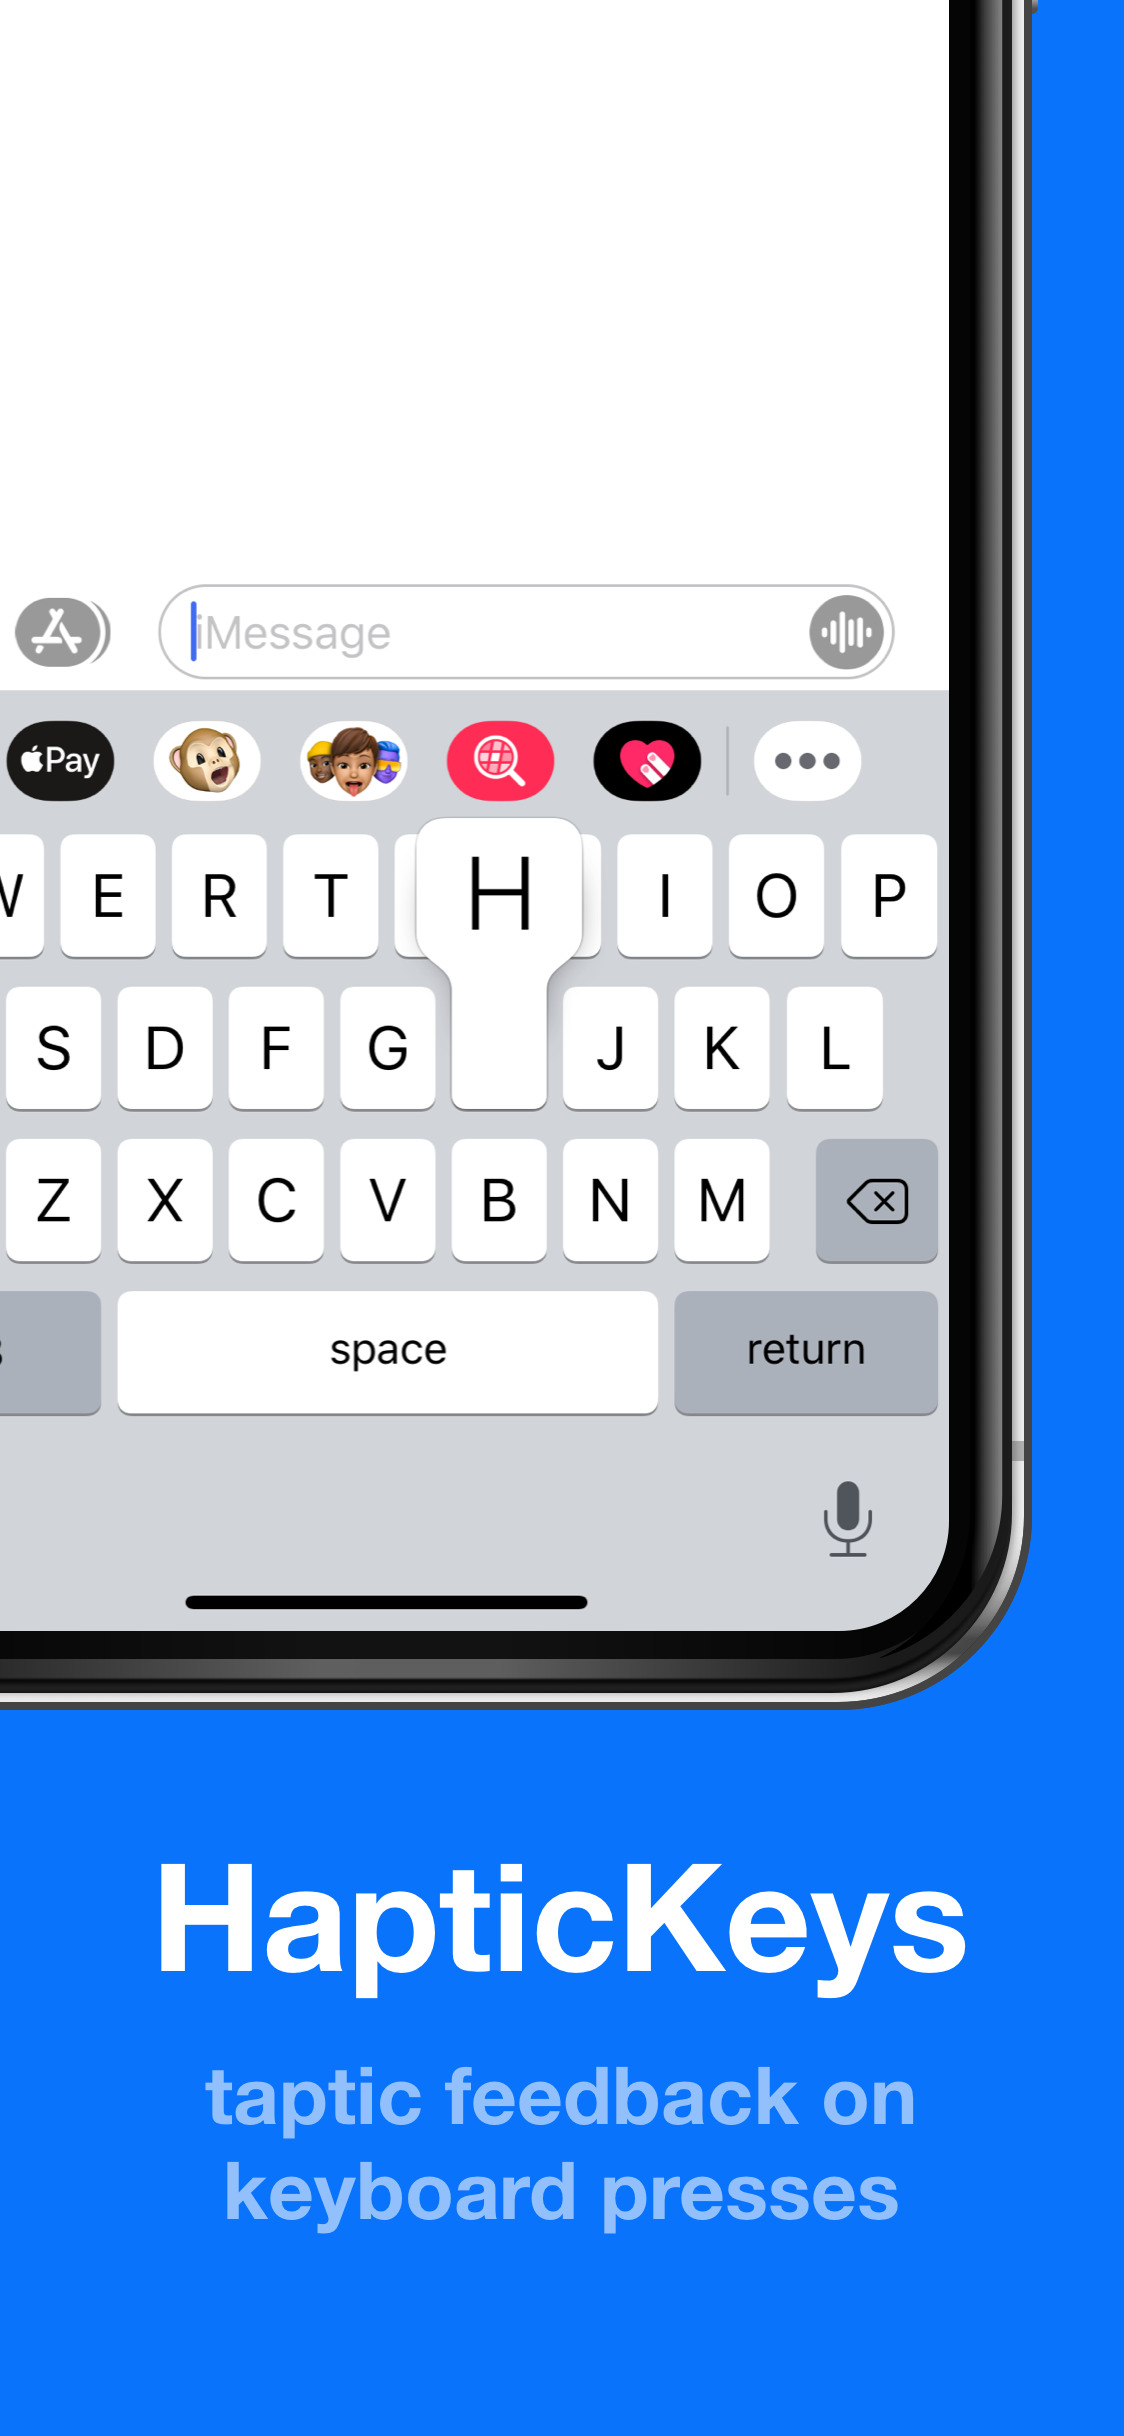 iMessage
Pay
W E R T H I O P
S D F G J K L
Z X C V B N M
space return
HapticKeys
taptic feedback on
keyboard presses